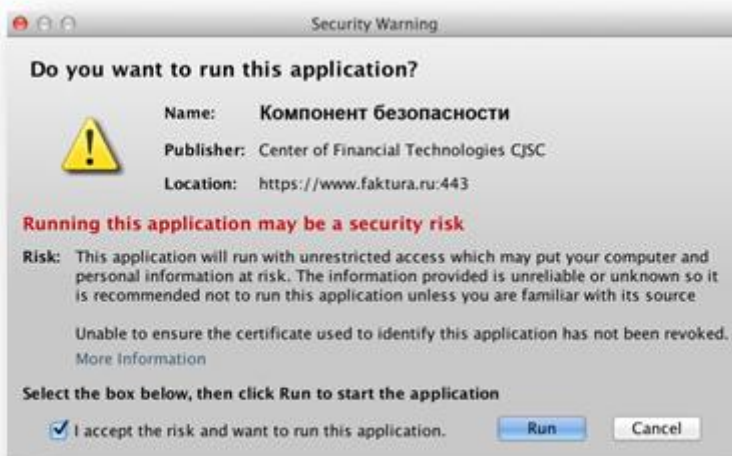 Security Warning
Do you want to run this application?
Name: Компонент безопасности
Publisher: Center of Financial Technologies CJSC
Location: https://www.faktura.ru:443
Running this application may be a security risk
Risk: This application will run with unrestricted access which may put your computer and
personal information at risk. The information provided is unreliable or unknown so it
is recommended not to run this application unless you are familiar with its source
Unable to ensure the certificate used to identify this application has not been revoked.
More Information
Select the box below, then click Run to start the application
I accept the risk and want to run this application. Run Cancel